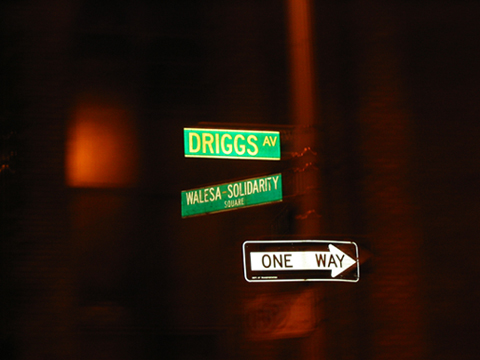 DRIGGS AV
WALESA-SOLIDARITY
SQUARE
ONE WAY